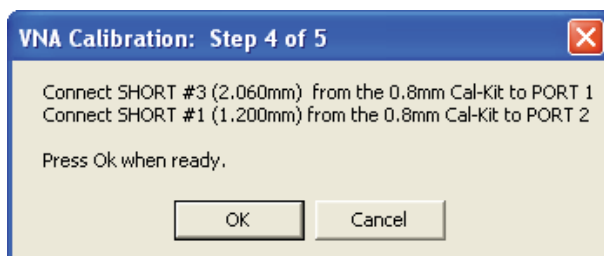 VNA Calibration: Step 4 of 5
Connect SHORT #3 (2.060mm) from the 0.8mm Cal-Kit to PORT 1
Connect SHORT #1 (1.200mm) from the 0.8mm Cal-Kit to PORT 2
Press Ok when ready.
OK Cancel